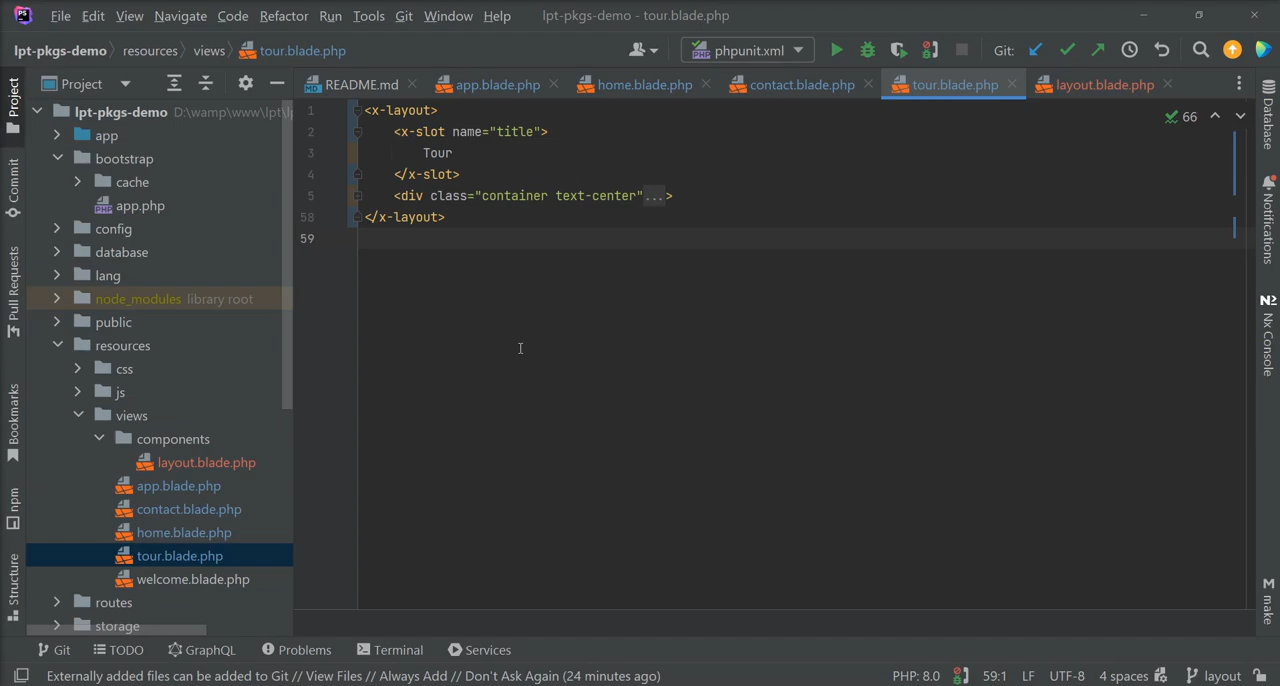 PS File Edit View Navigate Code Refactor Run Tools Git Window Help lpt-pkgs-demo - tour.blade.php
lpt-pkgs-demo resources views tour.blade.php phpunit.xml Git:
Project README.md app.blade.php home.blade.php contact.blade.php tour.blade.php layout.blade.php
lpt-pkgs-demo D:\wamp\www\lpt\l
app
bootstrap
cache
app.php
config
database
lang
node_modules library root
public
resources
css
js
views
components
layout.blade.php
app.blade.php
contact.blade.php
home.blade.php
tour.blade.php
welcome.blade.php
routes
storage
1 <x-layout>
2 <x-slot name="title">
3 Tour
4 </x-slot>
5 <div class="container text-center"...>
58 </x-layout>
59
66
Project
Commit
Pull Requests
Bookmarks
npm
Structure
Database
Notifications
Nx Console
make
Git TODO GraphQL Problems Terminal Services
Externally added files can be added to Git // View Files // Always Add // Don't Ask Again (24 minutes ago) PHP: 8.0 59:1 LF UTF-8 4 spaces layout